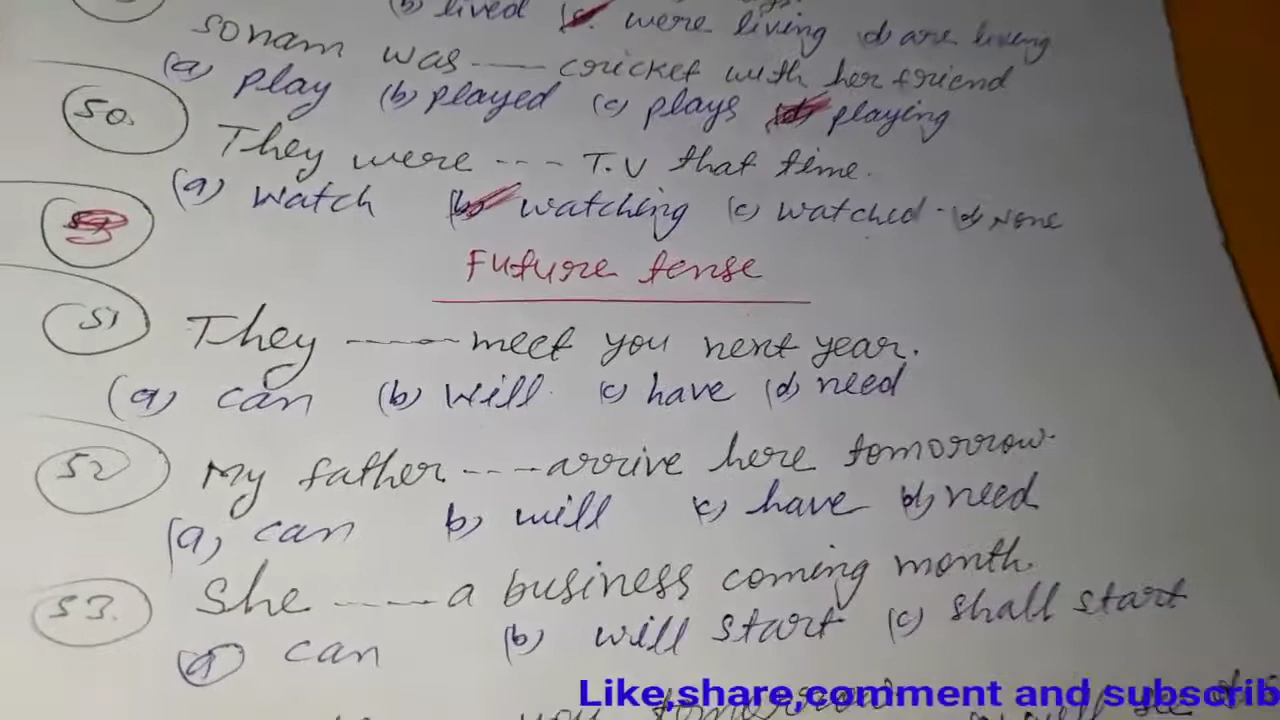 (b) lived (c) were living (d) are living
Sonam was ---- cricket with her friend
(a) play (b) played (c) plays (d) playing
50. They were --- T.V that time.
(a) watch (b) watching (c) watched (d) None
Future tense
51 They ------ meet you next year.
(a) can (b) will (c) have (d) need
52 My father ---- arrive here tomorrow.
(a) can b) will (c) have (d) need
53. She ----- a business coming month.
(a) can (b) will start (c) shall start
you tomorrow
Like,share,comment and subscrib